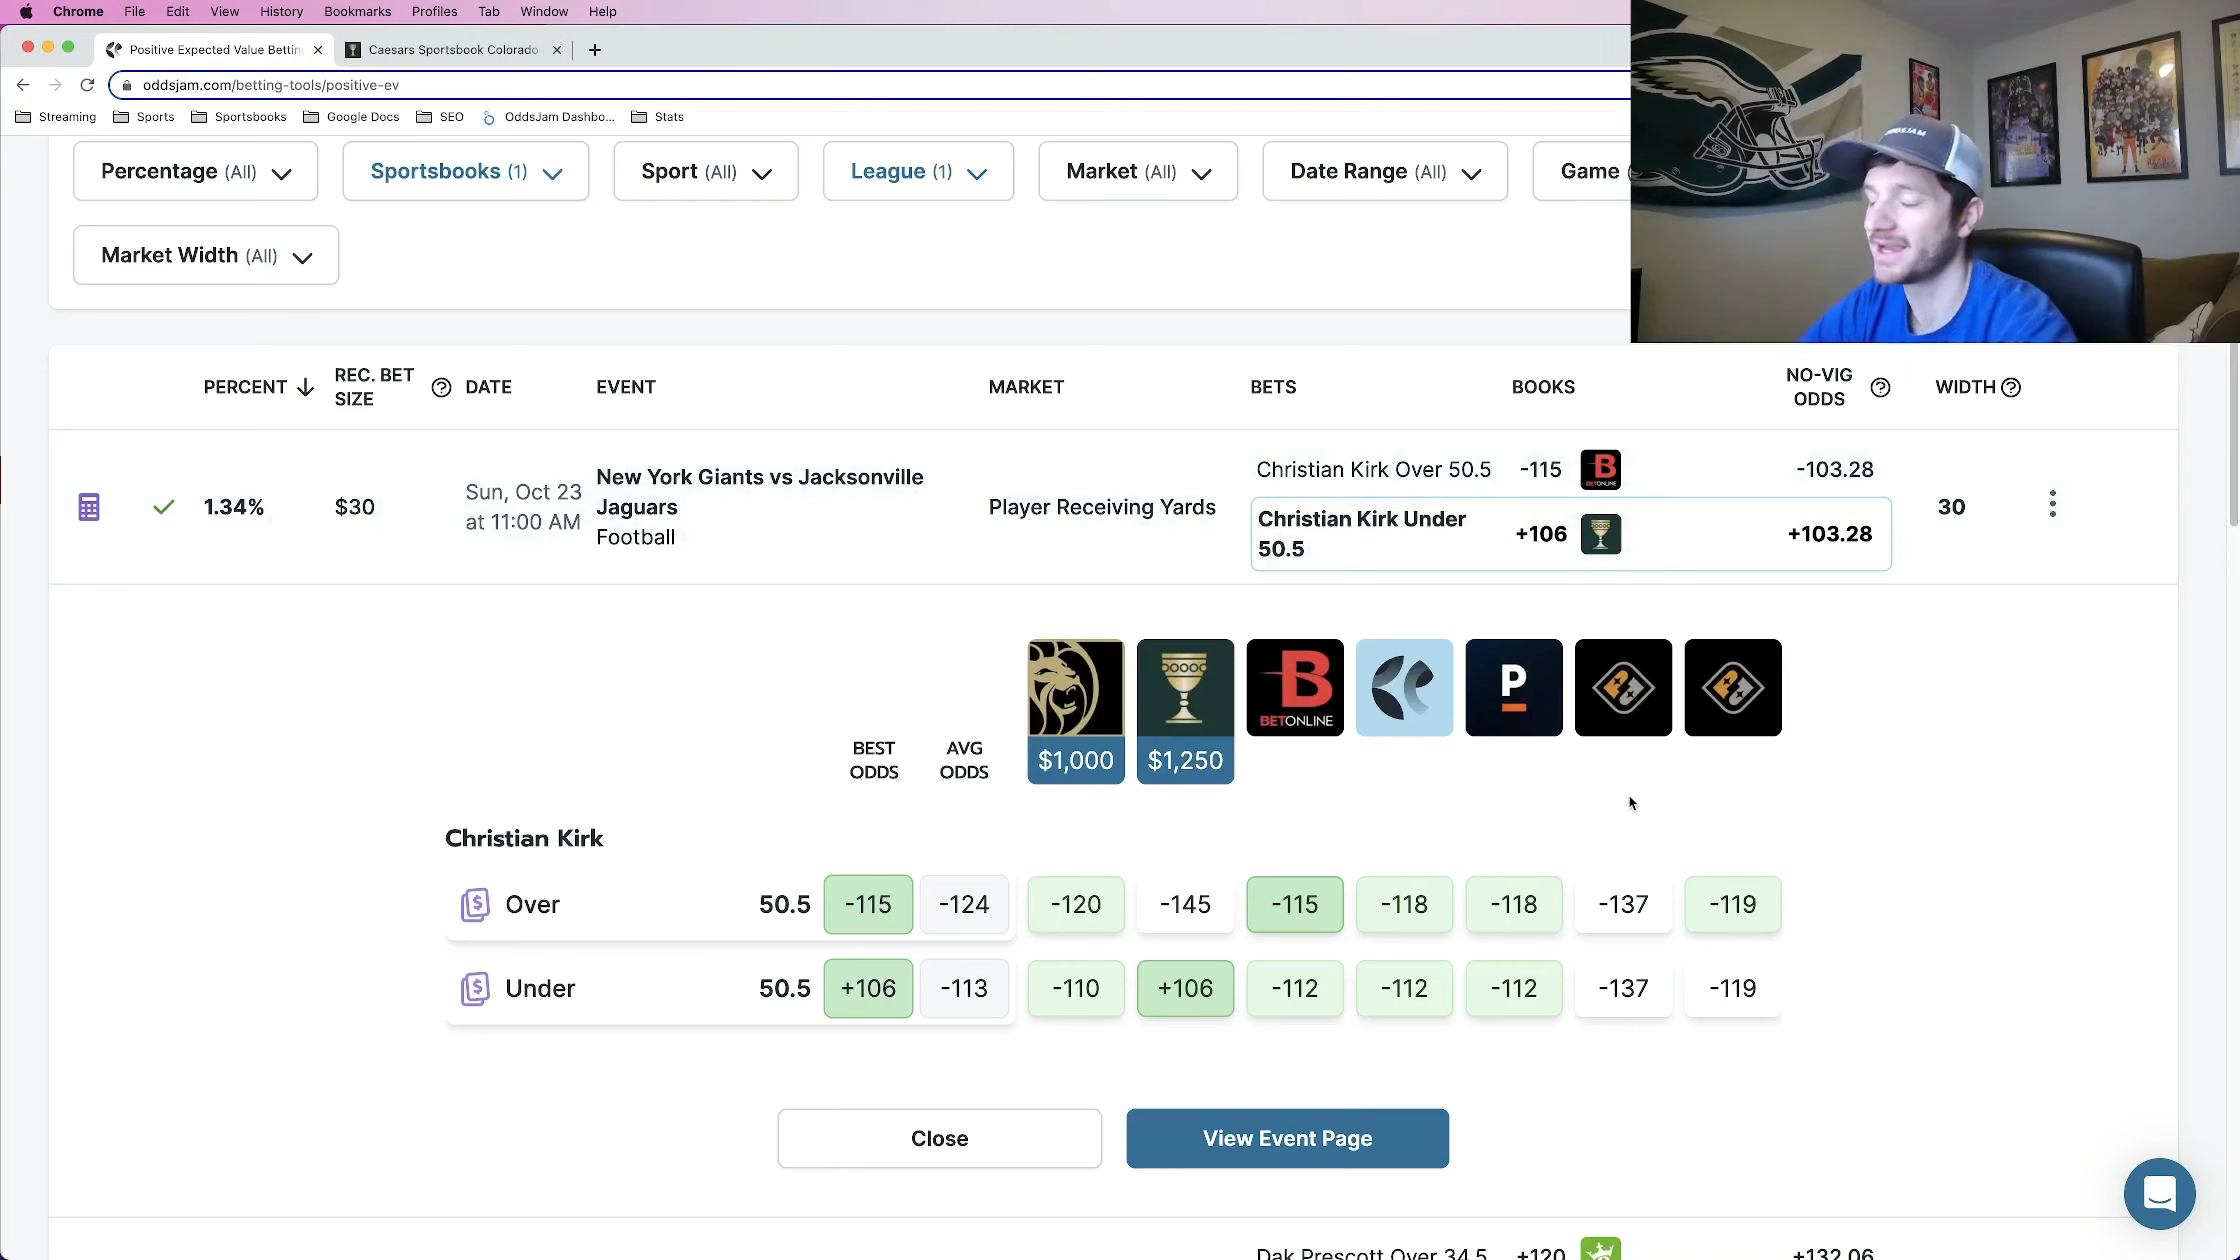 Chrome File Edit View History Bookmarks Profiles Tab Window Help
Positive Expected Value Betting Caesars Sportsbook Colorado
oddsjam.com/betting-tools/positive-ev
Streaming Sports Sportsbooks Google Docs SEO OddsJam Dashbo... Stats
ODDSJAM
Percentage (All) Sportsbooks (1) Sport (All) League (1) Market (All) Date Range (All) Game
Market Width (All)
PERCENT REC. BET SIZE DATE EVENT MARKET BETS BOOKS NO-VIG ODDS WIDTH
1.34% $30 Sun, Oct 23 at 11:00 AM
New York Giants vs Jacksonville
Jaguars
Football
Player Receiving Yards
Christian Kirk Over 50.5 -115 B BETONLINE -103.28
Christian Kirk Under
50.5 +106 +103.28
30
BETONLINE P
BEST ODDS AVG ODDS $1,000 $1,250
Christian Kirk
Over 50.5 -115 -124 -120 -145 -115 -118 -118 -137 -119
Under 50.5 +106 -113 -110 +106 -112 -112 -112 -137 -119
Close View Event Page
Dak Prescott Over 34.5 +120 +132.06